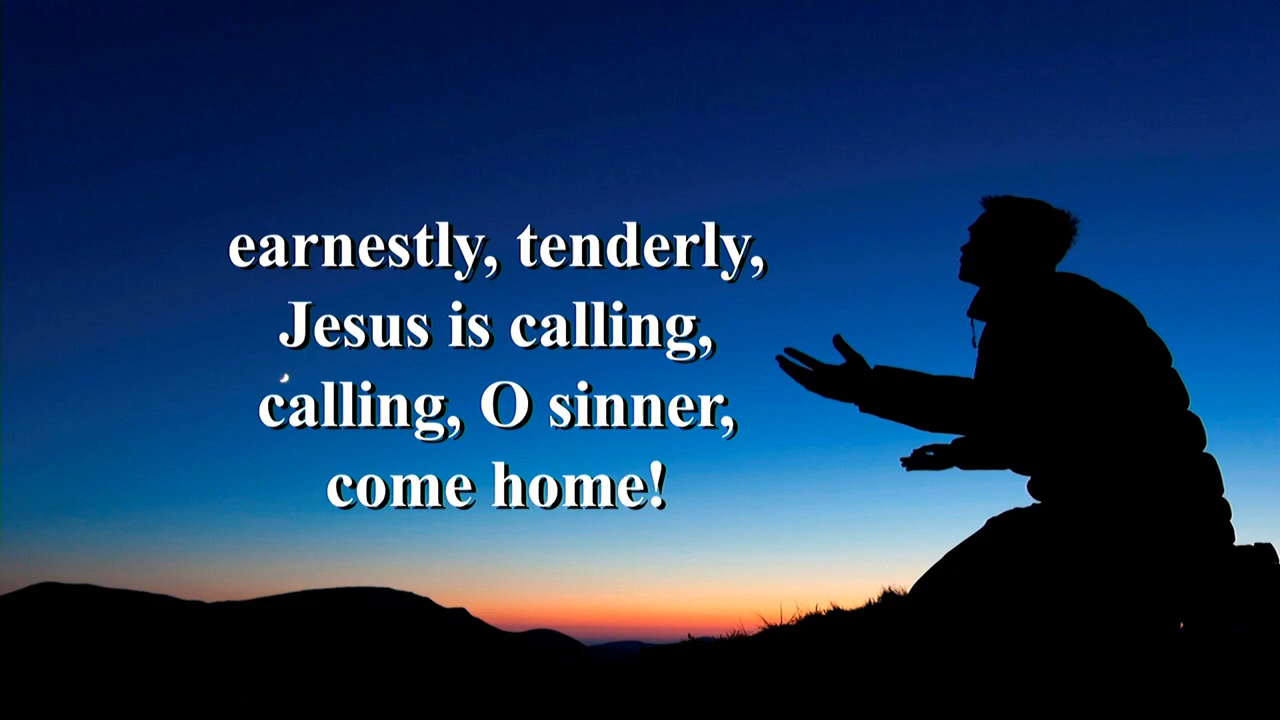 earnestly, tenderly,
Jesus is calling,
calling, O sinner,
come home!